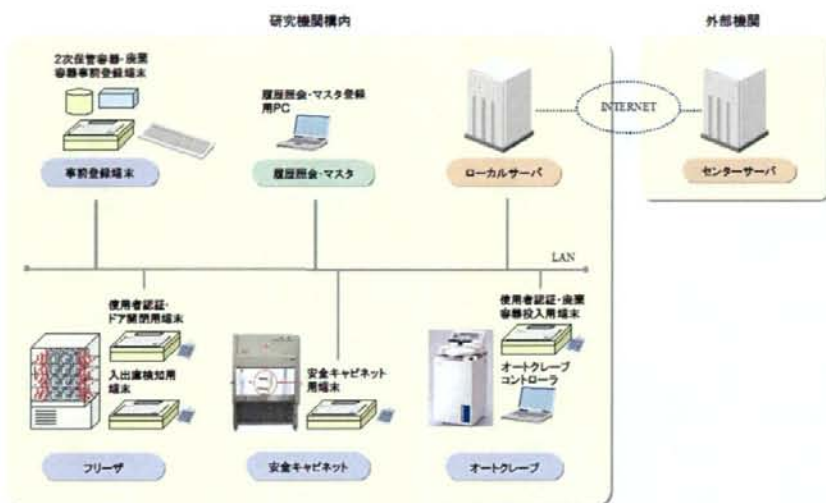 研究機関構内
外部機関
2次保管容器・廃棄
容器事前登録端末
履歴照会・マスタ登録
用PC
INTERNET
事前登録端末
履歴照会・マスタ
ローカルサーバ
センターサーバ
LAN
使用者認証・
ドア開閉用端末
入出庫検知用
端末
安全キャビネット
用端末
使用者認証・廃棄
容器投入用端末
オートクレーブ
コントローラ
フリーザ
安全キャビネット
オートクレーブ